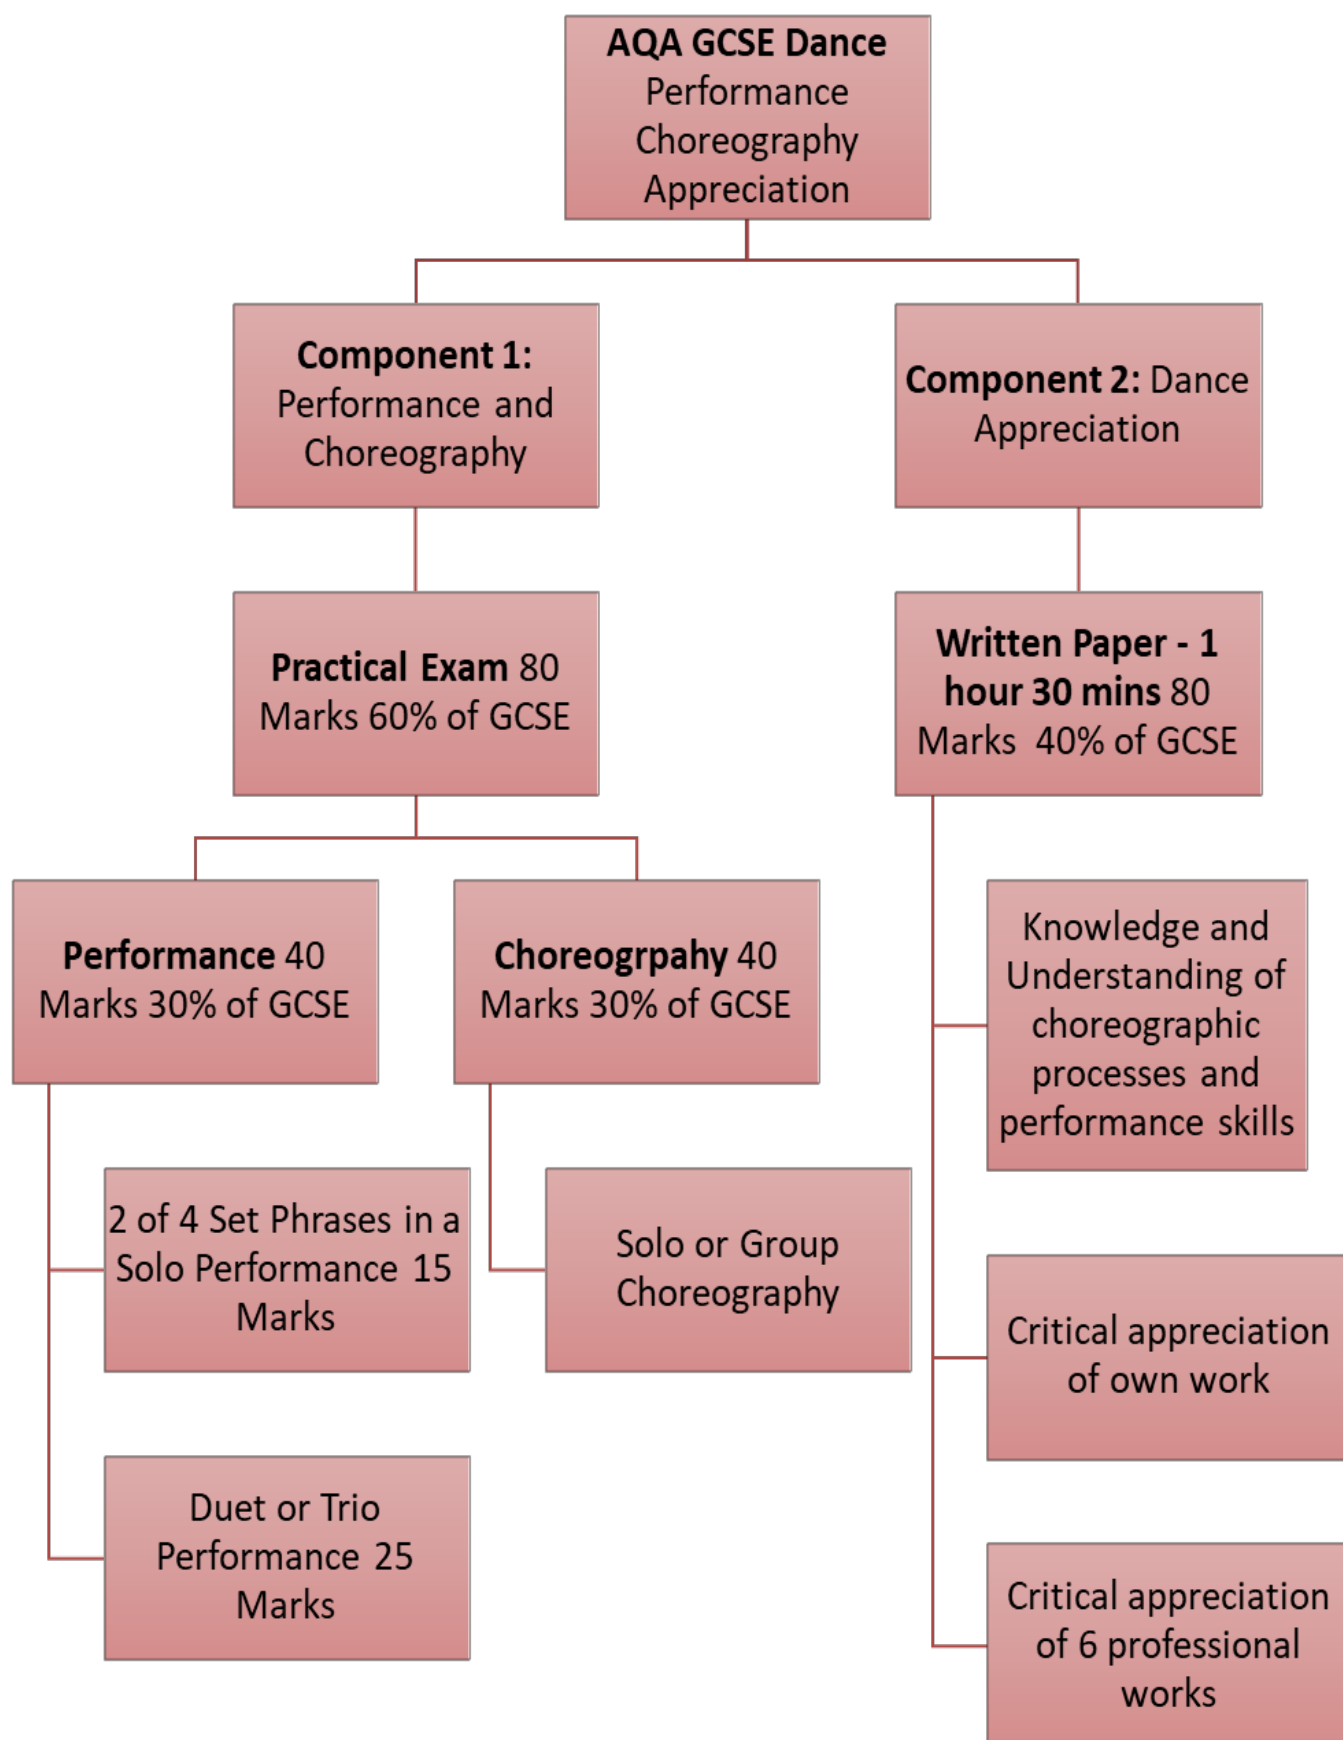 AQA GCSE Dance
Performance
Choreography
Appreciation
Component 1:
Performance and
Choreography
Component 2: Dance
Appreciation
Practical Exam 80
Marks 60% of GCSE
Written Paper - 1
hour 30 mins 80
Marks 40% of GCSE
Performance 40
Marks 30% of GCSE
Choreogrpahy 40
Marks 30% of GCSE
Knowledge and
Understanding of
choreographic
processes and
performance skills
2 of 4 Set Phrases in a
Solo Performance 15
Marks
Solo or Group
Choreography
Critical appreciation
of own work
Duet or Trio
Performance 25
Marks
Critical appreciation
of 6 professional
works